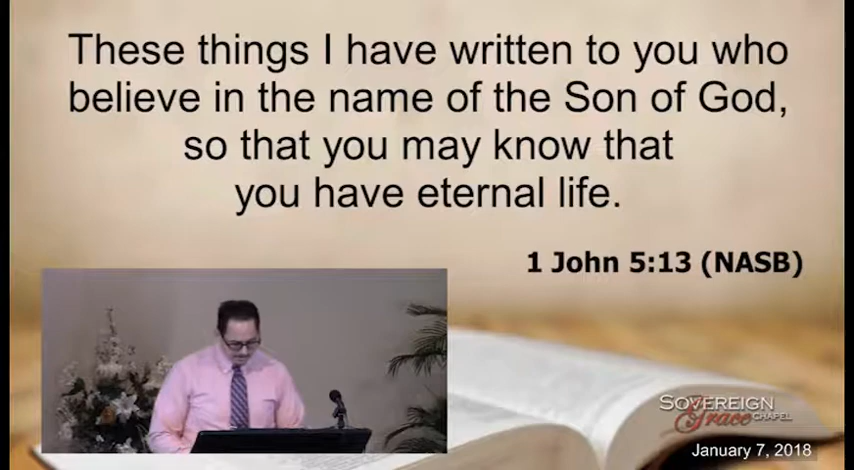 These things I have written to you who
believe in the name of the Son of God,
so that you may know that
you have eternal life.
1 John 5:13 (NASB)
SOVEREIGN
Grace CHAPEL
January 7, 2018